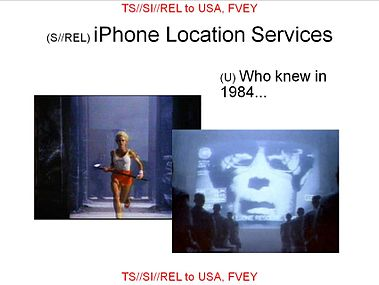 TS//SI//REL to USA, FVEY
(S//REL) iPhone Location Services
(U) Who knew in
1984...
TS//SI//REL to USA, FVEY